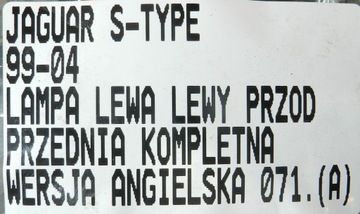 JAGUAR S-TYPE
99-04
LAMPA LEWA LEWY PRZOD
PRZEDNIA KOMPLETNA
WERSJA ANGIELSKA 071.(A)